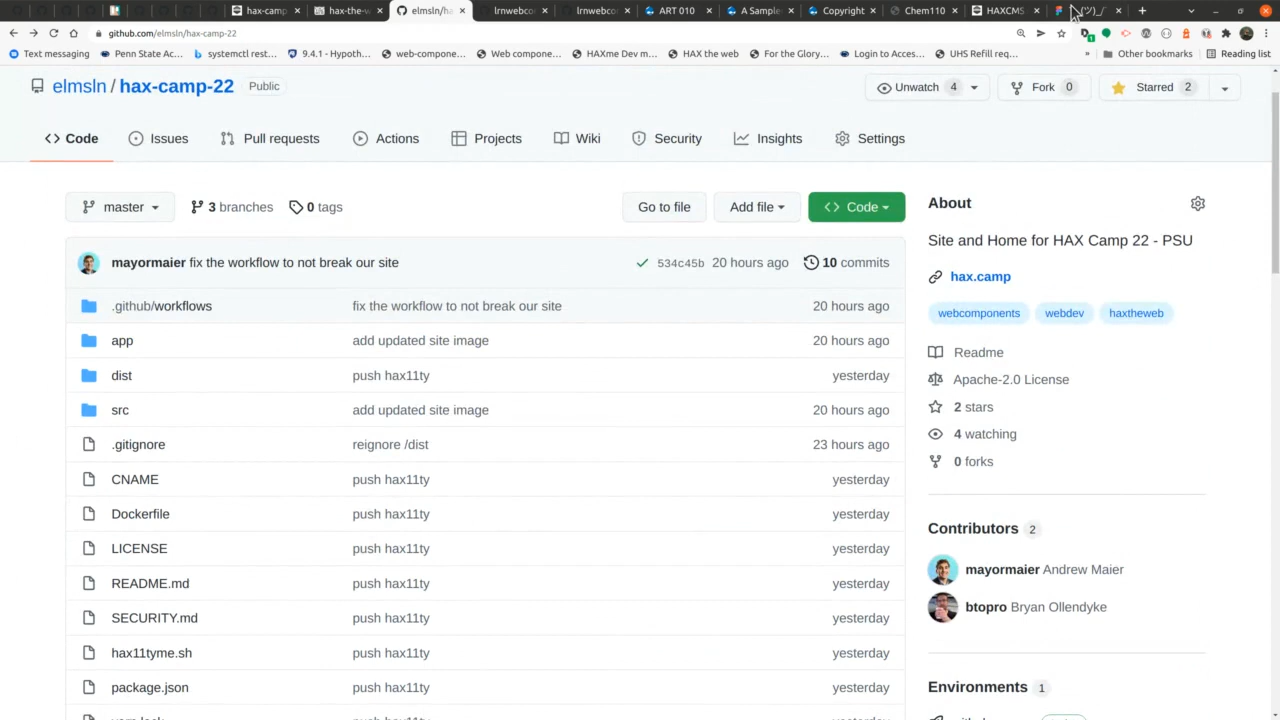 hax-camp-
hax-the-w
elmsln/ha
lrnwebco
lrnwebco
ART 010
A Sample
Copyright
Chem110
HAXCMS
github.com/elmsln/hax-camp-22
Text messaging
Penn State Ac...
systemctl rest...
9.4.1 - Hypoth...
web-compone...
Web compone...
HAXme Dev m...
HAX the web
For the Glory...
Login to Acces...
UHS Refill req...
»
Other bookmarks
Reading list
elmsln / hax-camp-22 Public
Unwatch 4
Fork 0
Starred 2
Code
Issues
Pull requests
Actions
Projects
Wiki
Security
Insights
Settings
master
3 branches
0 tags
Go to file
Add file
Code
mayormaier fix the workflow to not break our site
534c45b 20 hours ago
10 commits
.github/workflows fix the workflow to not break our site 20 hours ago
app add updated site image 20 hours ago
dist push hax11ty yesterday
src add updated site image 20 hours ago
.gitignore reignore /dist 23 hours ago
CNAME push hax11ty yesterday
Dockerfile push hax11ty yesterday
LICENSE push hax11ty yesterday
README.md push hax11ty yesterday
SECURITY.md push hax11ty yesterday
hax11tyme.sh push hax11ty yesterday
package.json push hax11ty yesterday
About
Site and Home for HAX Camp 22 - PSU
hax.camp
webcomponents webdev haxtheweb
Readme
Apache-2.0 License
2 stars
4 watching
0 forks
Contributors 2
mayormaier Andrew Maier
btopro Bryan Ollendyke
Environments 1